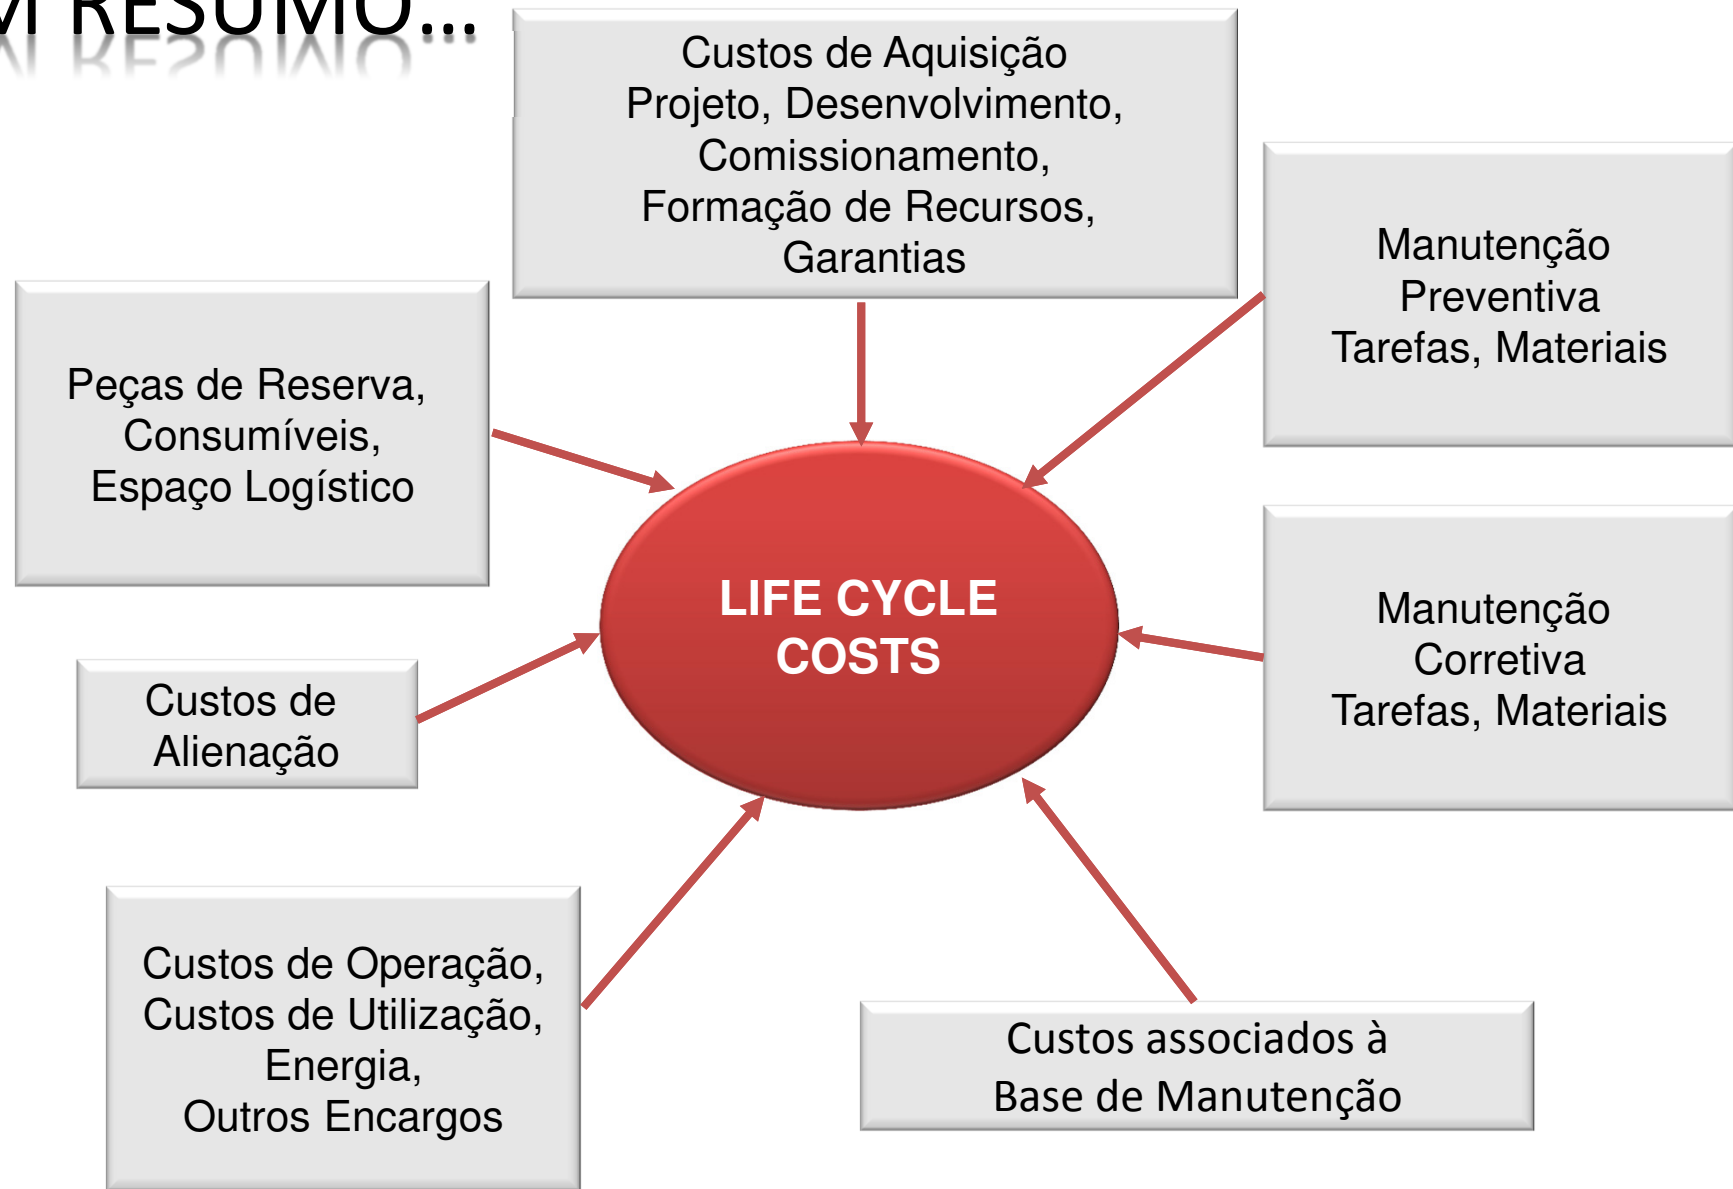 M RESUMO...
Custos de Aquisição
Projeto, Desenvolvimento,
Comissionamento,
Formação de Recursos,
Garantias
Manutenção
Preventiva
Tarefas, Materiais
Peças de Reserva,
Consumíveis,
Espaço Logístico
LIFE CYCLE
COSTS
Manutenção
Corretiva
Tarefas, Materiais
Custos de
Alienação
Custos de Operação,
Custos de Utilização,
Energia,
Outros Encargos
Custos associados à
Base de Manutenção